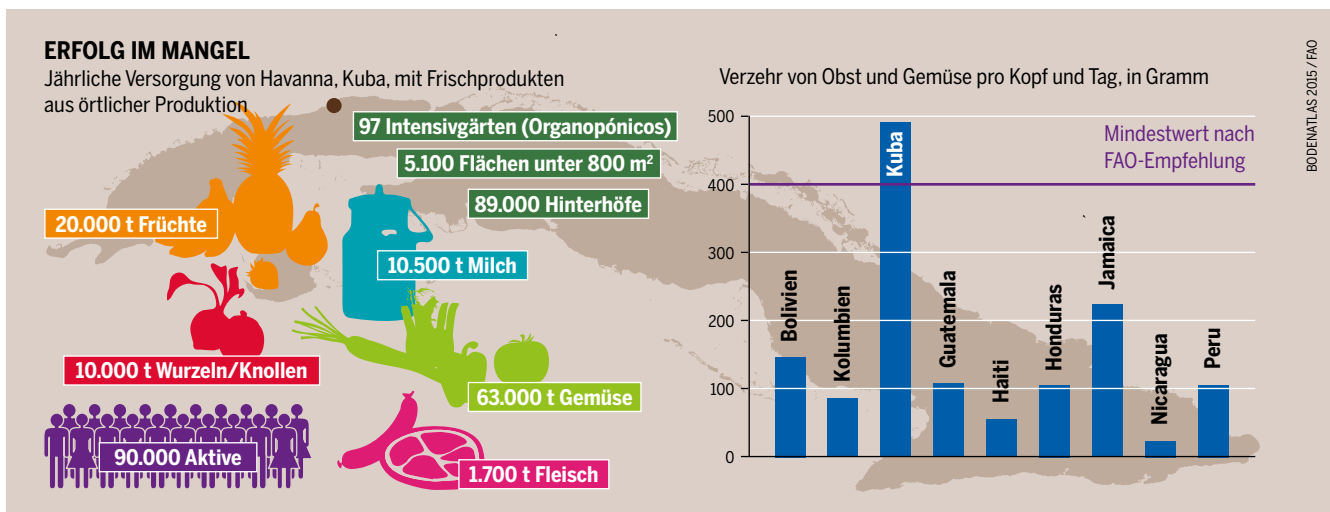 ERFOLG IM MANGEL
Jährliche Versorgung von Havanna, Kuba, mit Frischprodukten
aus örtlicher Produktion
97 Intensivgärten (Organopónicos)
5.100 Flächen unter 800 m²
89.000 Hinterhöfe
20.000 t Früchte
10.500 t Milch
10.000 t Wurzeln/Knollen
63.000 t Gemüse
90.000 Aktive
1.700 t Fleisch
Verzehr von Obst und Gemüse pro Kopf und Tag, in Gramm
500
400
300
200
100
0
Mindestwert nach
FAO-Empfehlung
Bolivien
Kolumbien
Kuba
Guatemala
Haiti
Honduras
Jamaica
Nicaragua
Peru
BODENATLAS 2015 / FAO